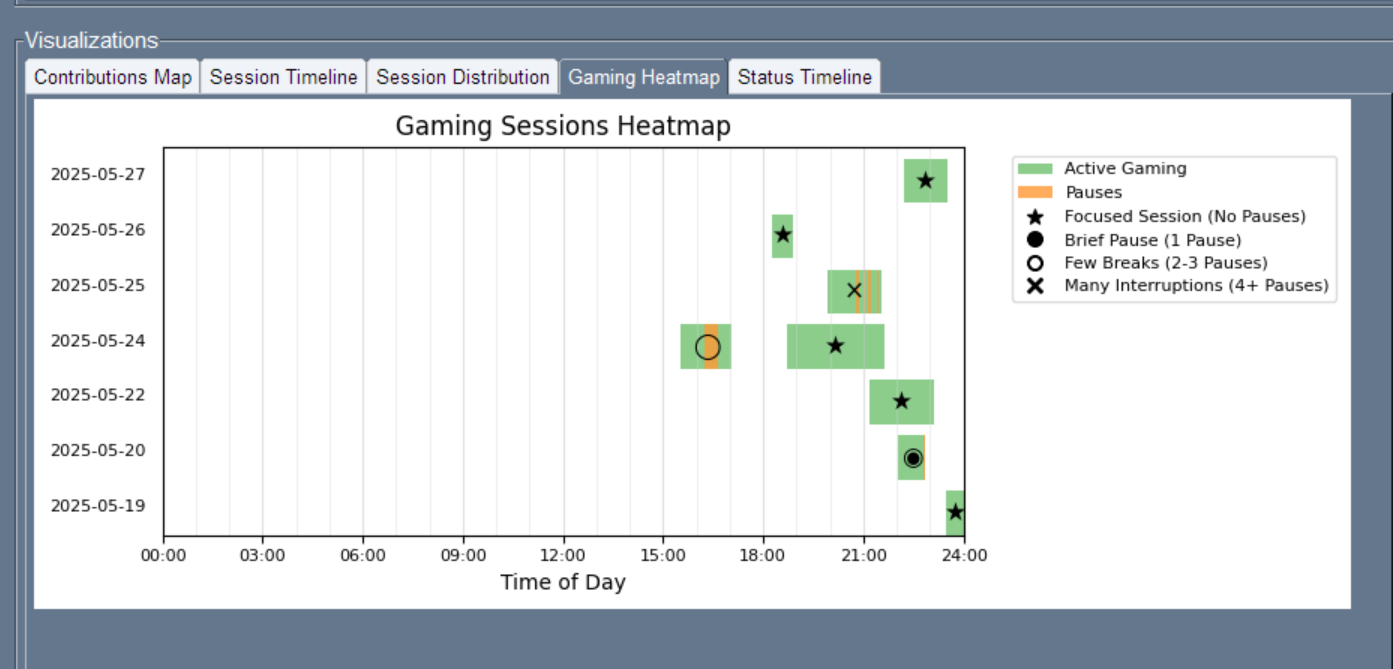 Visualizations
Contributions Map
Session Timeline
Session Distribution
Gaming Heatmap
Status Timeline
Gaming Sessions Heatmap
2025-05-27
2025-05-26
2025-05-25
2025-05-24
2025-05-22
2025-05-20
2025-05-19
00:00
03:00
06:00
09:00
12:00
15:00
18:00
21:00
24:00
Time of Day
Active Gaming
Pauses
Focused Session (No Pauses)
Brief Pause (1 Pause)
Few Breaks (2-3 Pauses)
Many Interruptions (4+ Pauses)